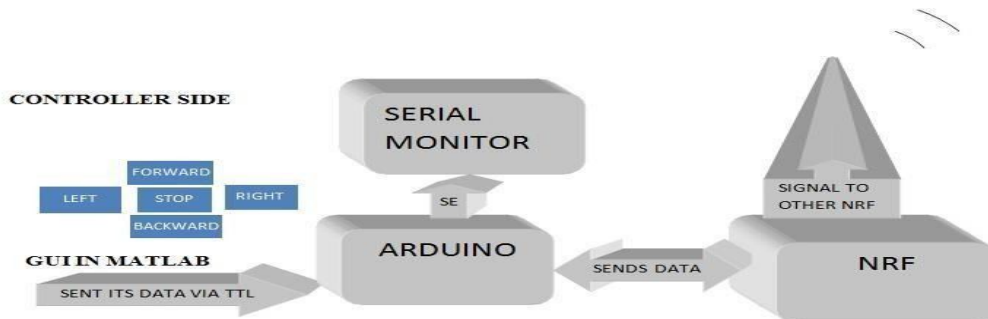 CONTROLLER SIDE
SERIAL
MONITOR
FORWARD
LEFT
STOP
RIGHT
BACKWARD
SE
SIGNAL TO
OTHER NRF
GUI IN MATLAB
ARDUINO
SENDS DATA
NRF
SENT ITS DATA VIA TTL